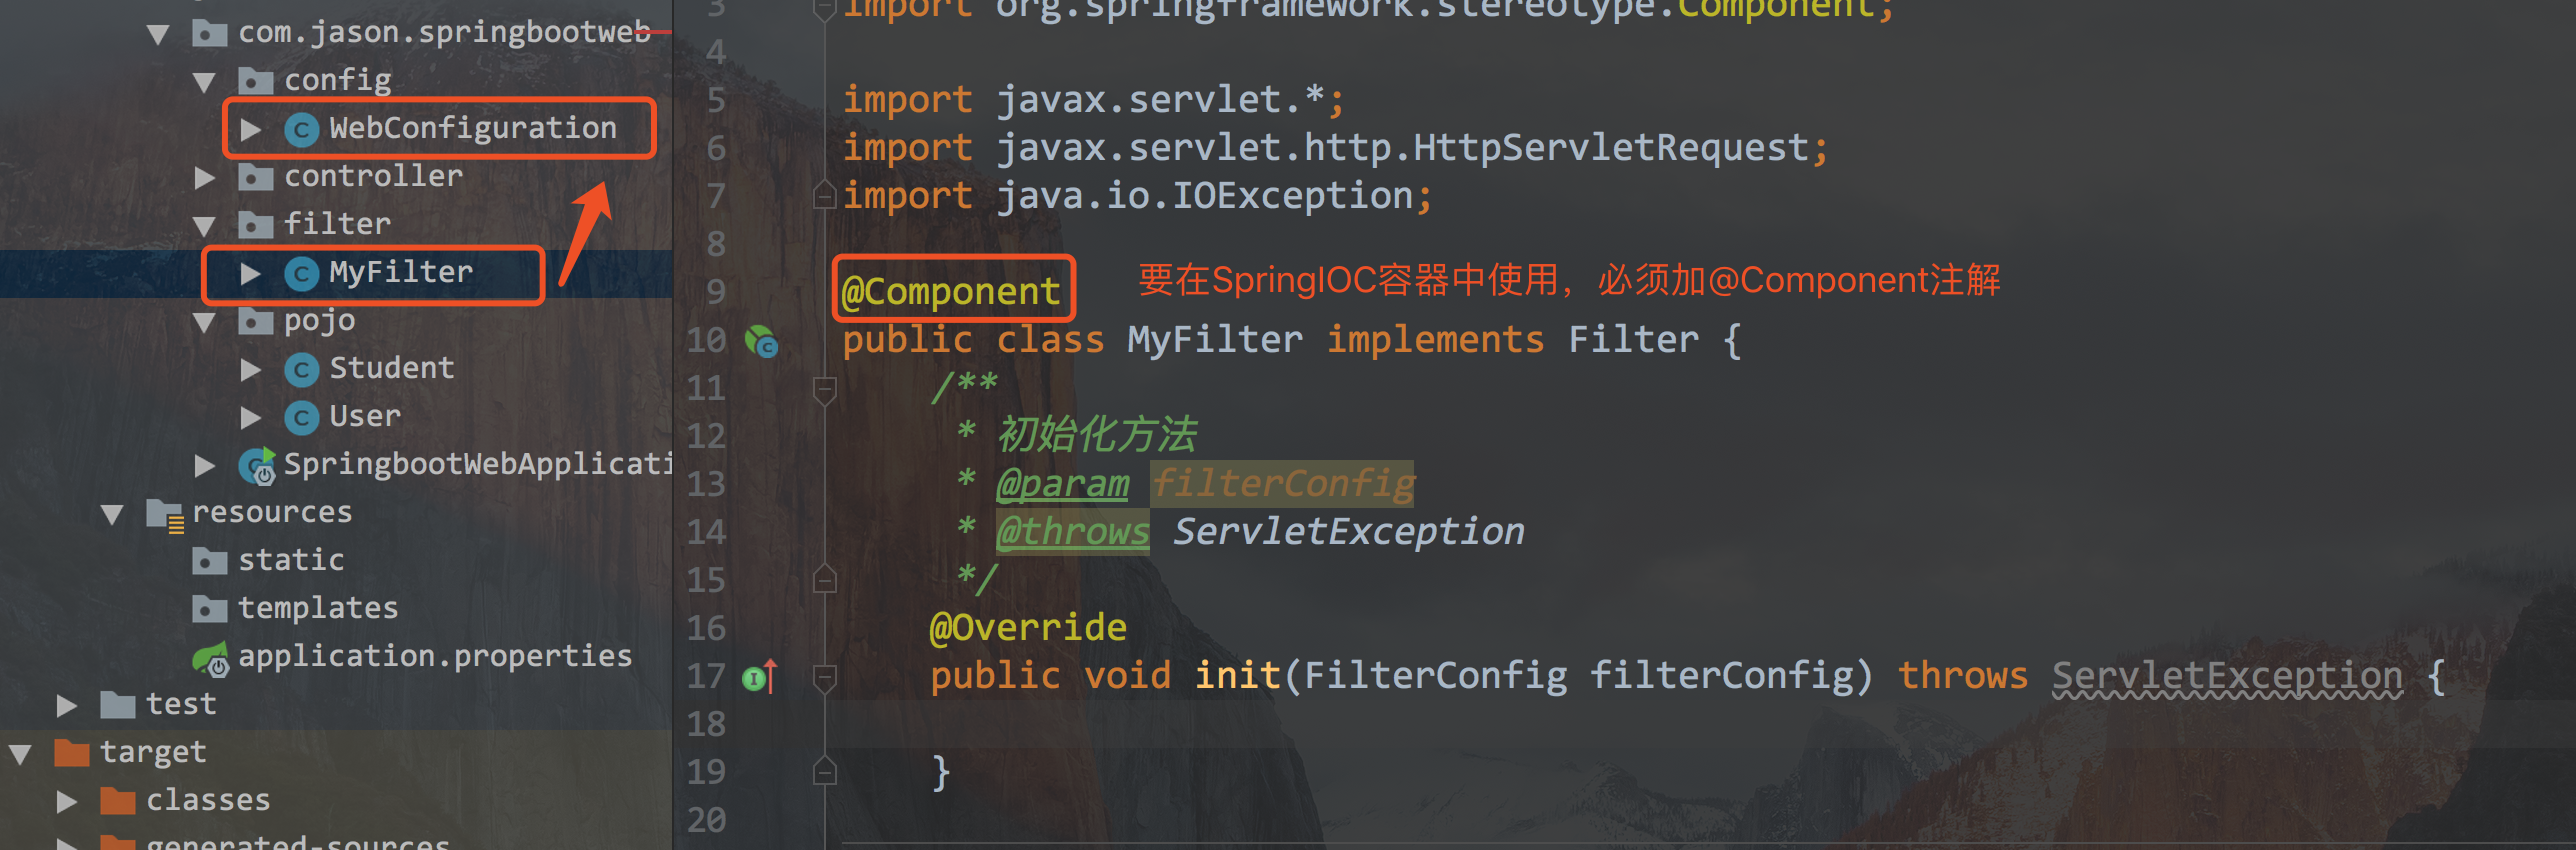 com.jason.springbootweb
config
WebConfiguration
controller
filter
MyFilter
pojo
Student
User
SpringbootWebApplicati
resources
static
templates
application.properties
test
target
classes
generated-sources
3 import org.springframework.stereotype.Component;
4
5 import javax.servlet.*;
6 import javax.servlet.http.HttpServletRequest;
7 import java.io.IOException;
8
9 @Component 要在SpringIOC容器中使用，必须加@Component注解
10 public class MyFilter implements Filter {
11 /**
12 * 初始化方法
13 * @param filterConfig
14 * @throws ServletException
15 */
16 @Override
17 public void init(FilterConfig filterConfig) throws ServletException {
18
19 }
20